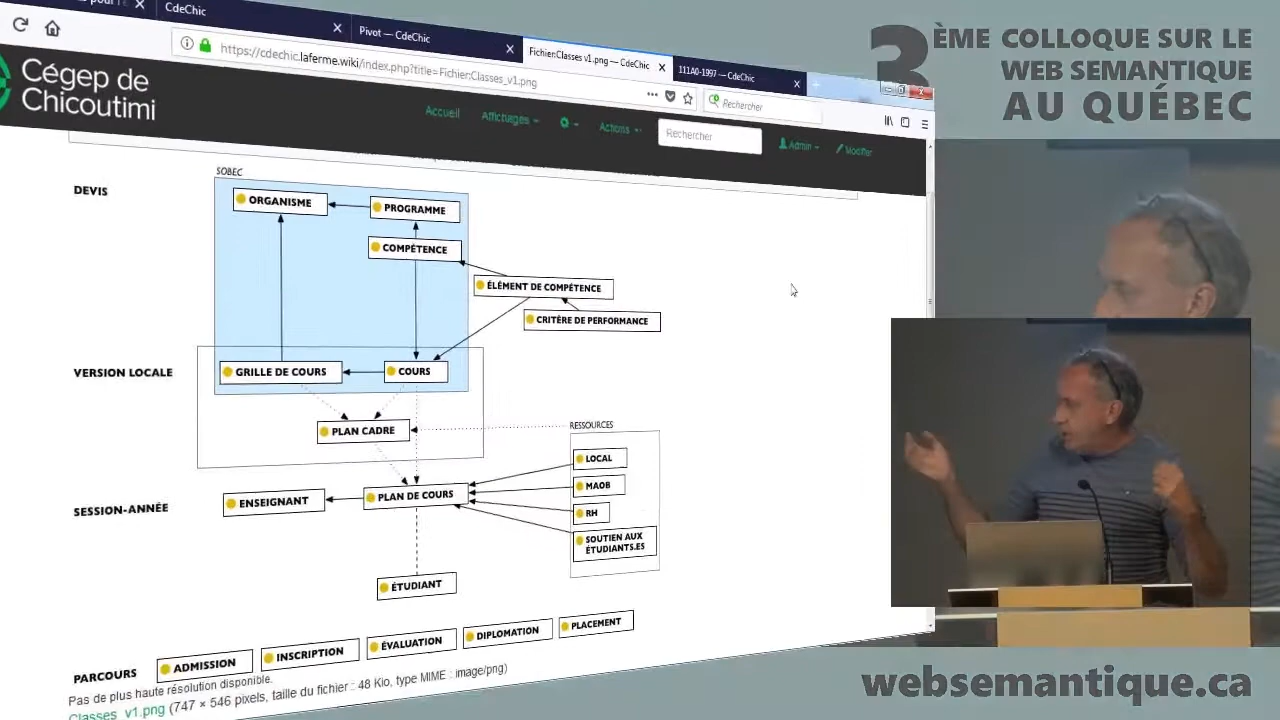 CdeChic
Pivot — CdeChic
Fichier:Classes v1.png — CdeChic
111A0-1997 — CdeChic
https://cdechic.laferme.wiki/index.php?title=Fichier:Classes_v1.png
Rechercher
Cégep de
Chicoutimi
Accueil
Affichages
Actions
Rechercher
Admin
Modifier
3ÈME COLLOQUE SUR LE
WEB SEMANTIQUE
AU QUÉBEC
SOBEC
DEVIS
ORGANISME
PROGRAMME
COMPÉTENCE
ÉLÉMENT DE COMPÉTENCE
CRITÈRE DE PERFORMANCE
VERSION LOCALE
GRILLE DE COURS
COURS
PLAN CADRE
RESSOURCES
LOCAL
MAOB
RH
SOUTIEN AUX
ÉTUDIANTS.ES
SESSION-ANNÉE
ENSEIGNANT
PLAN DE COURS
ÉTUDIANT
PARCOURS
ADMISSION
INSCRIPTION
ÉVALUATION
DIPLOMATION
PLACEMENT
Pas de plus haute résolution disponible.
Classes_v1.png (747 × 546 pixels, taille du fichier : 48 Kio, type MIME : image/png)
websemantique.ca